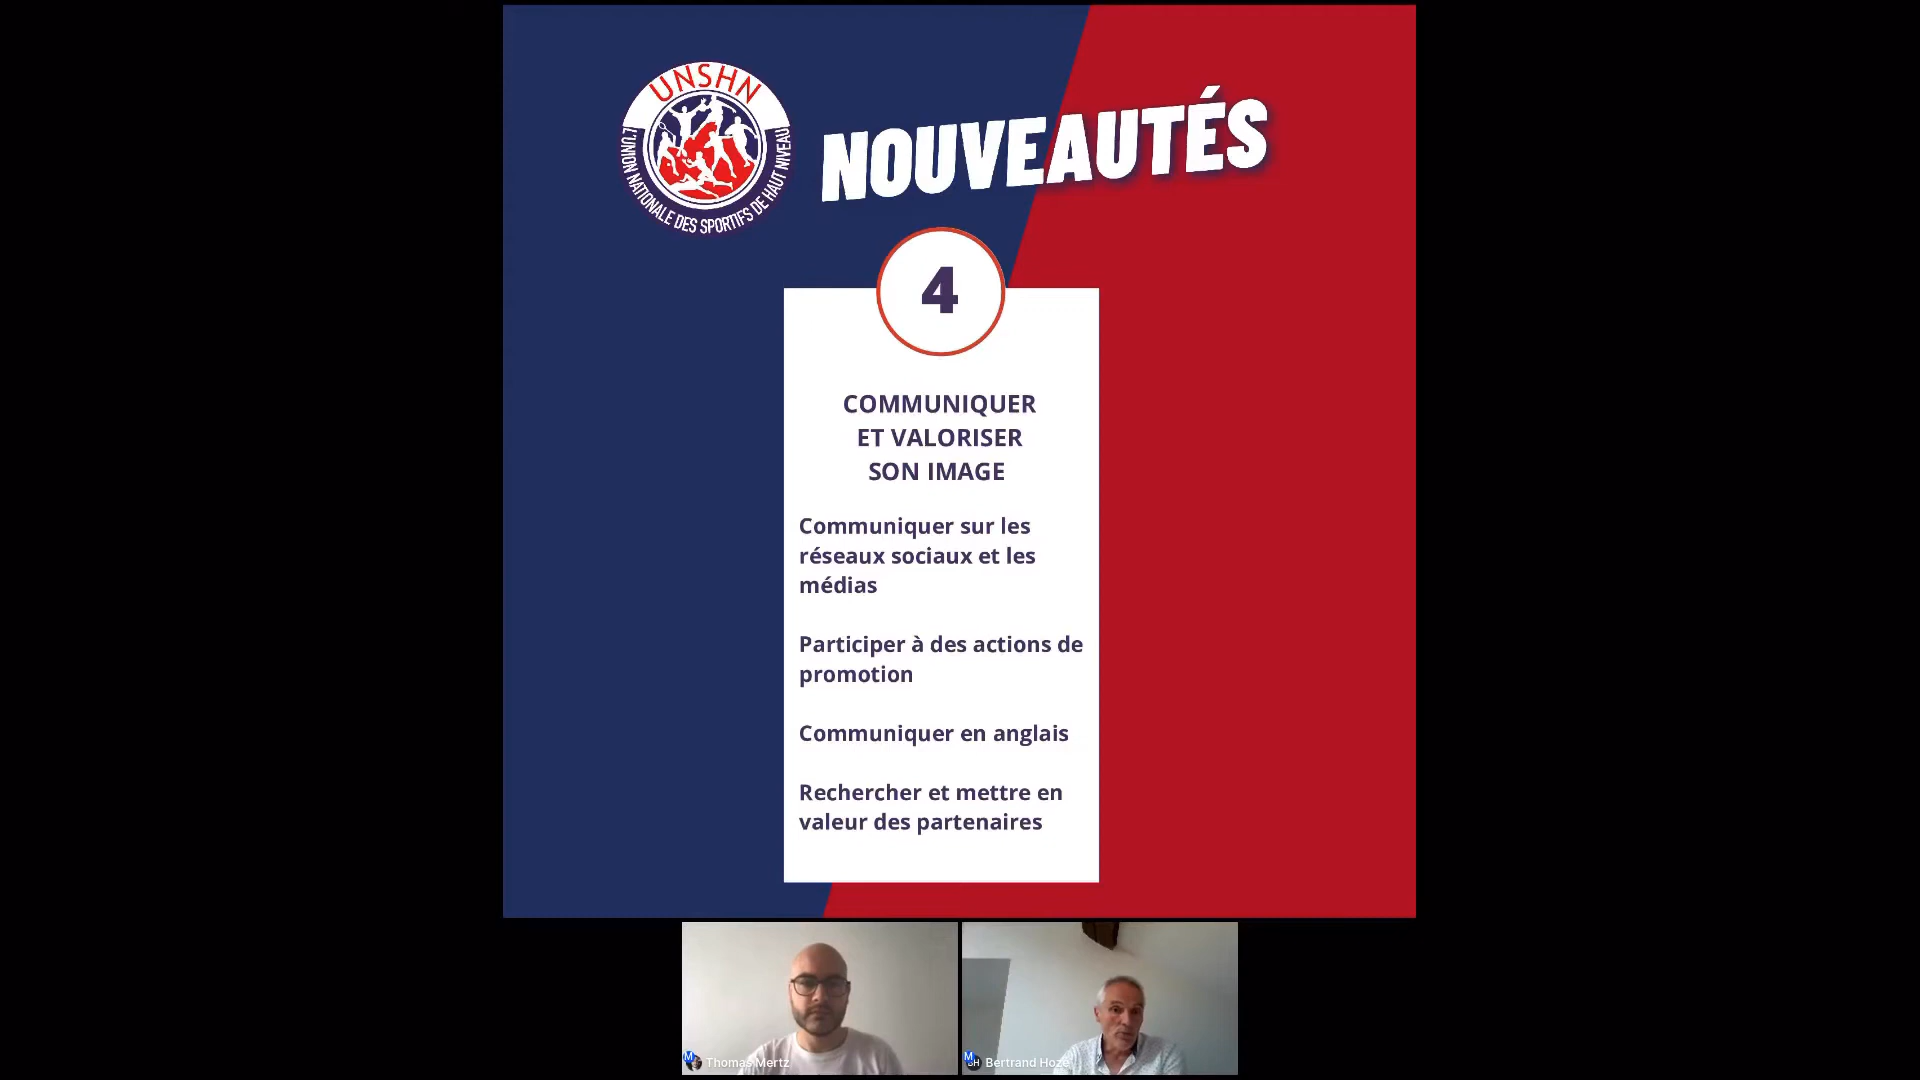 UNSHN
L'UNION NATIONALE DES SPORTIFS DE HAUT NIVEAU
NOUVEAUTÉS
4
COMMUNIQUER
ET VALORISER
SON IMAGE
Communiquer sur les
réseaux sociaux et les
médias
Participer à des actions de
promotion
Communiquer en anglais
Rechercher et mettre en
valeur des partenaires
M Thomas Mertz
M BH Bertrand Hozé